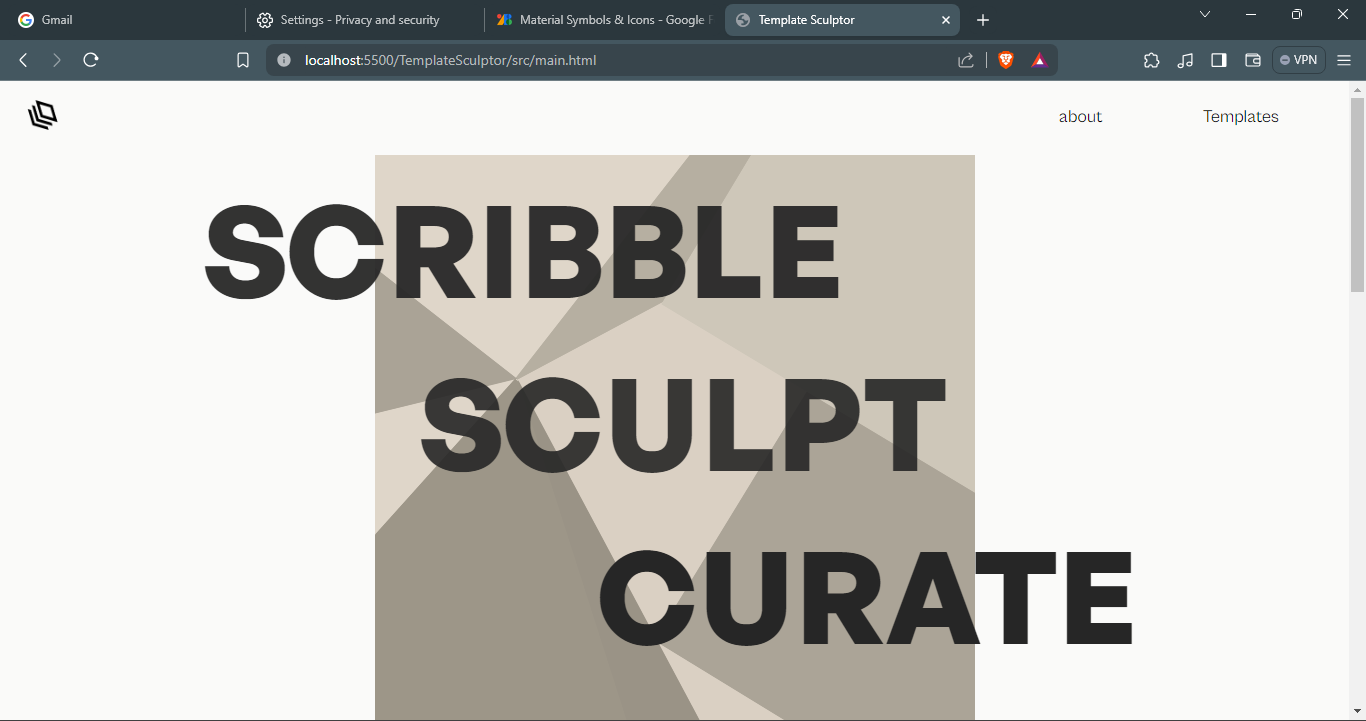 Gmail
Settings - Privacy and security
Material Symbols & Icons - Google F
Template Sculptor
localhost:5500/TemplateSculptor/src/main.html
VPN
about
Templates
SCRIBBLE
SCULPT
CURATE